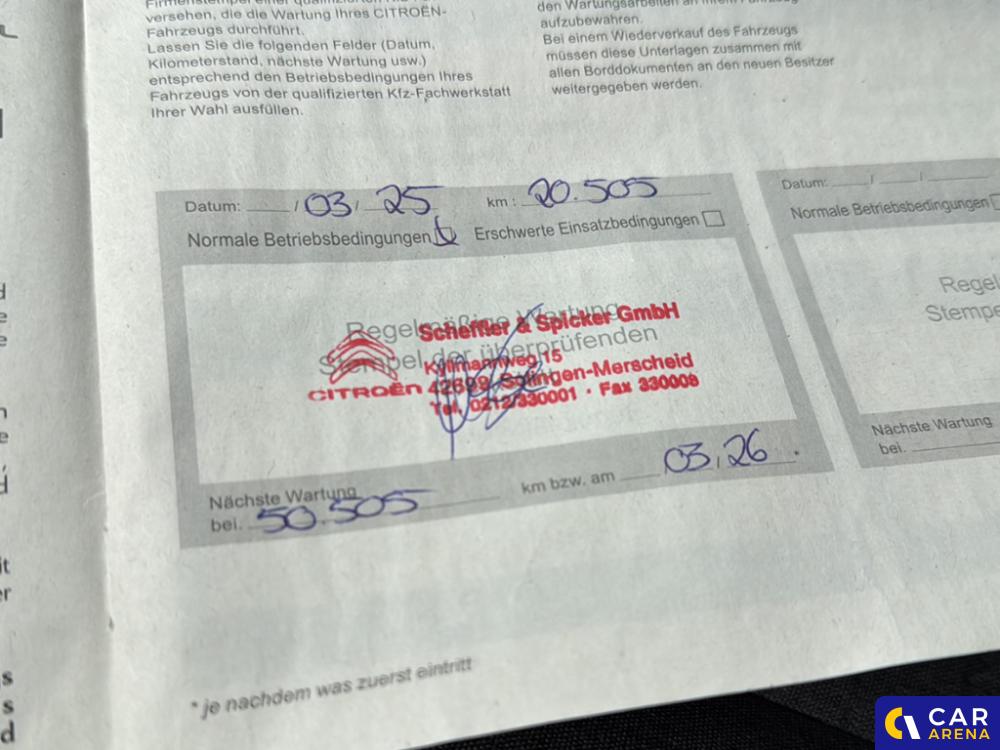 versehen, die die Wartung Ihres CITROËN-
Fahrzeugs durchführt.
Lassen Sie die folgenden Felder (Datum,
Kilometerstand, nächste Wartung usw.)
entsprechend den Betriebsbedingungen Ihres
Fahrzeugs von der qualifizierten Kfz-Fachwerkstatt
Ihrer Wahl ausfüllen.
den Wartungsarbeiten an
aufzubewahren.
Bei einem Wiederverkauf des Fahrzeugs
müssen diese Unterlagen zusammen mit
allen Borddokumenten an den neuen Besitzer
weitergegeben werden.
Datum: / 03 / 25 km : 20.505
Normale Betriebsbedingungen Erschwerte Einsatzbedingungen
Regelmäßige Wartung
Stempel der überprüfenden
Scheffler & Spicker GmbH
15
CITROËN 42699 Solingen-Merscheid
Tel. 0212/330001 · Fax 330009
Nächste Wartung
bei. 50.505 km bzw. am 03.26
Datum: / /
Normale Betriebsbedingungen
Regel
Stempe
Nächste Wartung
bei.
* je nachdem was zuerst eintritt
CAR
ARENA